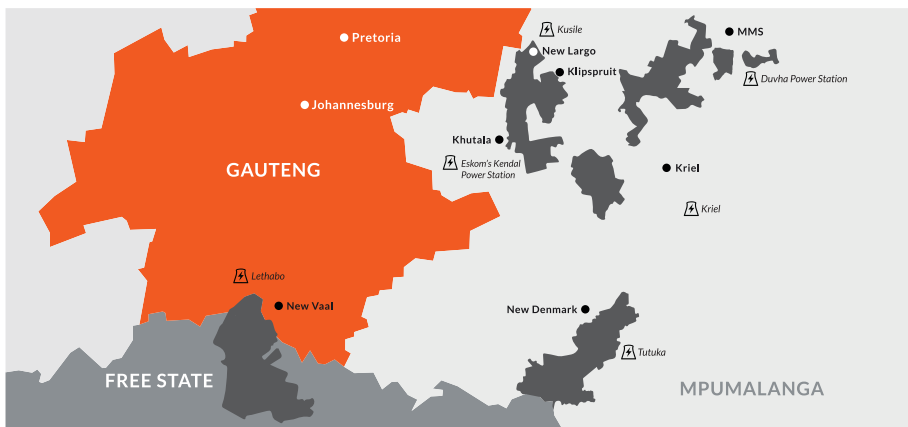 Kusile
MMS
Pretoria
New Largo
Klipspruit
Duvha Power Station
Johannesburg
Khutala
Eskom's Kendal
Power Station
GAUTENG
Kriel
Kriel
Lethabo
New Vaal
New Denmark
Tutuka
FREE STATE
MPUMALANGA